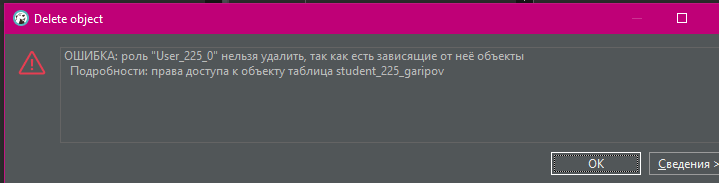 Delete object
ОШИБКА: роль "User_225_0" нельзя удалить, так как есть зависящие от неё объекты
Подробности: права доступа к объекту таблица student_225_garipov
OK
Сведения >